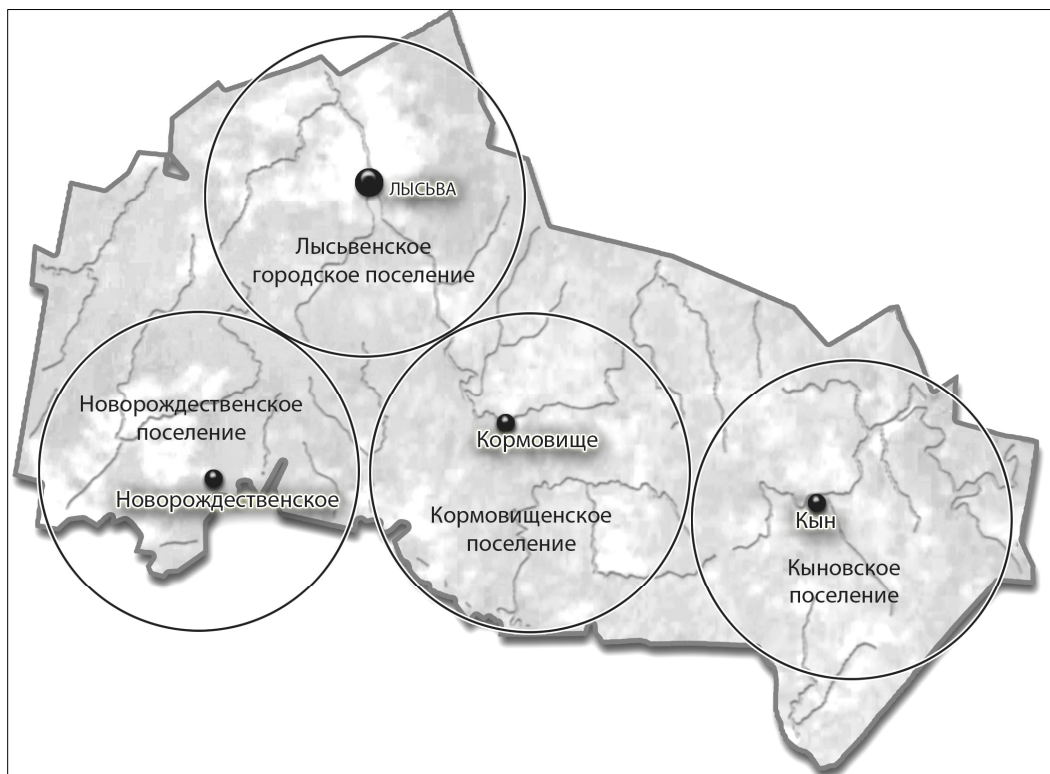 ЛЫСЬВА
Лысьвенское
городское поселение
Новорождественское
поселение
Новорождественское
Кормовище
Кормовищенское
поселение
Кын
Кыновское
поселение